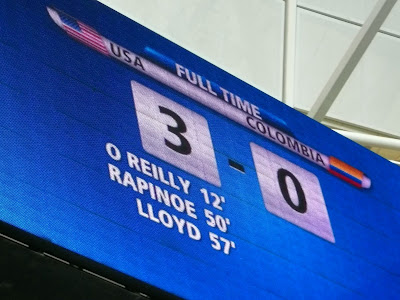 USA FULL TIME COLOMBIA
3 - 0
O REILLY 12'
RAPINOE 50'
LLOYD 57'